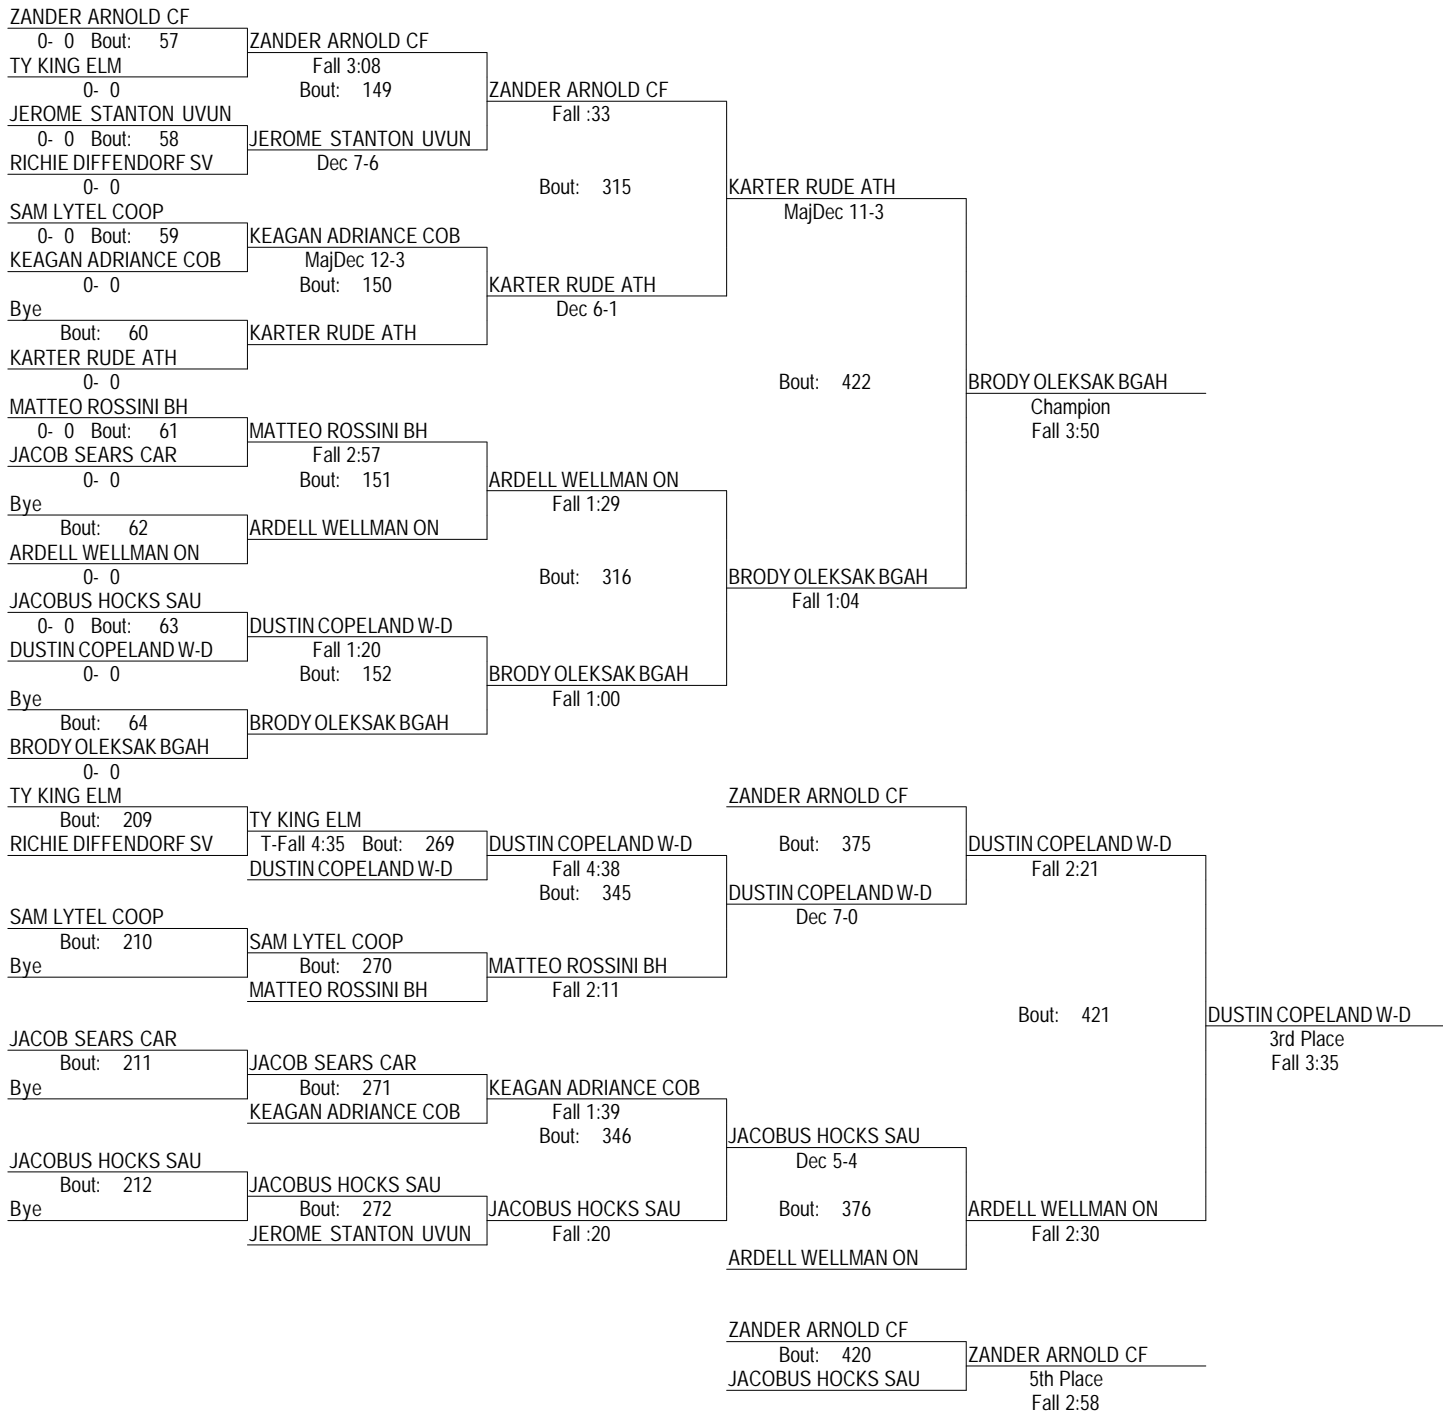 ZANDER ARNOLD CF
0- 0 Bout: 57 ZANDER ARNOLD CF
TY KING ELM Fall 3:08
0- 0 Bout: 149 ZANDER ARNOLD CF
JEROME STANTON UVUN Fall :33
0- 0 Bout: 58 JEROME STANTON UVUN
RICHIE DIFFENDORF SV Dec 7-6
0- 0 Bout: 315 KARTER RUDE ATH
SAM LYTEL COOP MajDec 11-3
0- 0 Bout: 59 KEAGAN ADRIANCE COB
KEAGAN ADRIANCE COB MajDec 12-3
0- 0 Bout: 150 KARTER RUDE ATH
Bye Dec 6-1
Bout: 60 KARTER RUDE ATH
KARTER RUDE ATH
0- 0 Bout: 422 BRODY OLEKSAK BGAH
MATTEO ROSSINI BH Champion
0- 0 Bout: 61 MATTEO ROSSINI BH Fall 3:50
JACOB SEARS CAR Fall 2:57
0- 0 Bout: 151 ARDELL WELLMAN ON
Bye Fall 1:29
Bout: 62 ARDELL WELLMAN ON
ARDELL WELLMAN ON
0- 0 Bout: 316 BRODY OLEKSAK BGAH
JACOBUS HOCKS SAU Fall 1:04
0- 0 Bout: 63 DUSTIN COPELAND W-D
DUSTIN COPELAND W-D Fall 1:20
0- 0 Bout: 152 BRODY OLEKSAK BGAH
Bye Fall 1:00
Bout: 64 BRODY OLEKSAK BGAH
BRODY OLEKSAK BGAH
0- 0
TY KING ELM ZANDER ARNOLD CF
Bout: 209 TY KING ELM
RICHIE DIFFENDORF SV T-Fall 4:35 Bout: 269 DUSTIN COPELAND W-D Bout: 375 DUSTIN COPELAND W-D
DUSTIN COPELAND W-D Fall 4:38 Fall 2:21
Bout: 345 DUSTIN COPELAND W-D
SAM LYTEL COOP Dec 7-0
Bout: 210 SAM LYTEL COOP
Bye Bout: 270 MATTEO ROSSINI BH
MATTEO ROSSINI BH Fall 2:11
Bout: 421 DUSTIN COPELAND W-D
JACOB SEARS CAR 3rd Place
Bout: 211 JACOB SEARS CAR Fall 3:35
Bye Bout: 271 KEAGAN ADRIANCE COB
KEAGAN ADRIANCE COB Fall 1:39
Bout: 346 JACOBUS HOCKS SAU
JACOBUS HOCKS SAU Dec 5-4
Bout: 212 JACOBUS HOCKS SAU
Bye Bout: 272 JACOBUS HOCKS SAU Bout: 376 ARDELL WELLMAN ON
JEROME STANTON UVUN Fall :20 Fall 2:30
ARDELL WELLMAN ON
ZANDER ARNOLD CF
Bout: 420 ZANDER ARNOLD CF
JACOBUS HOCKS SAU 5th Place
Fall 2:58